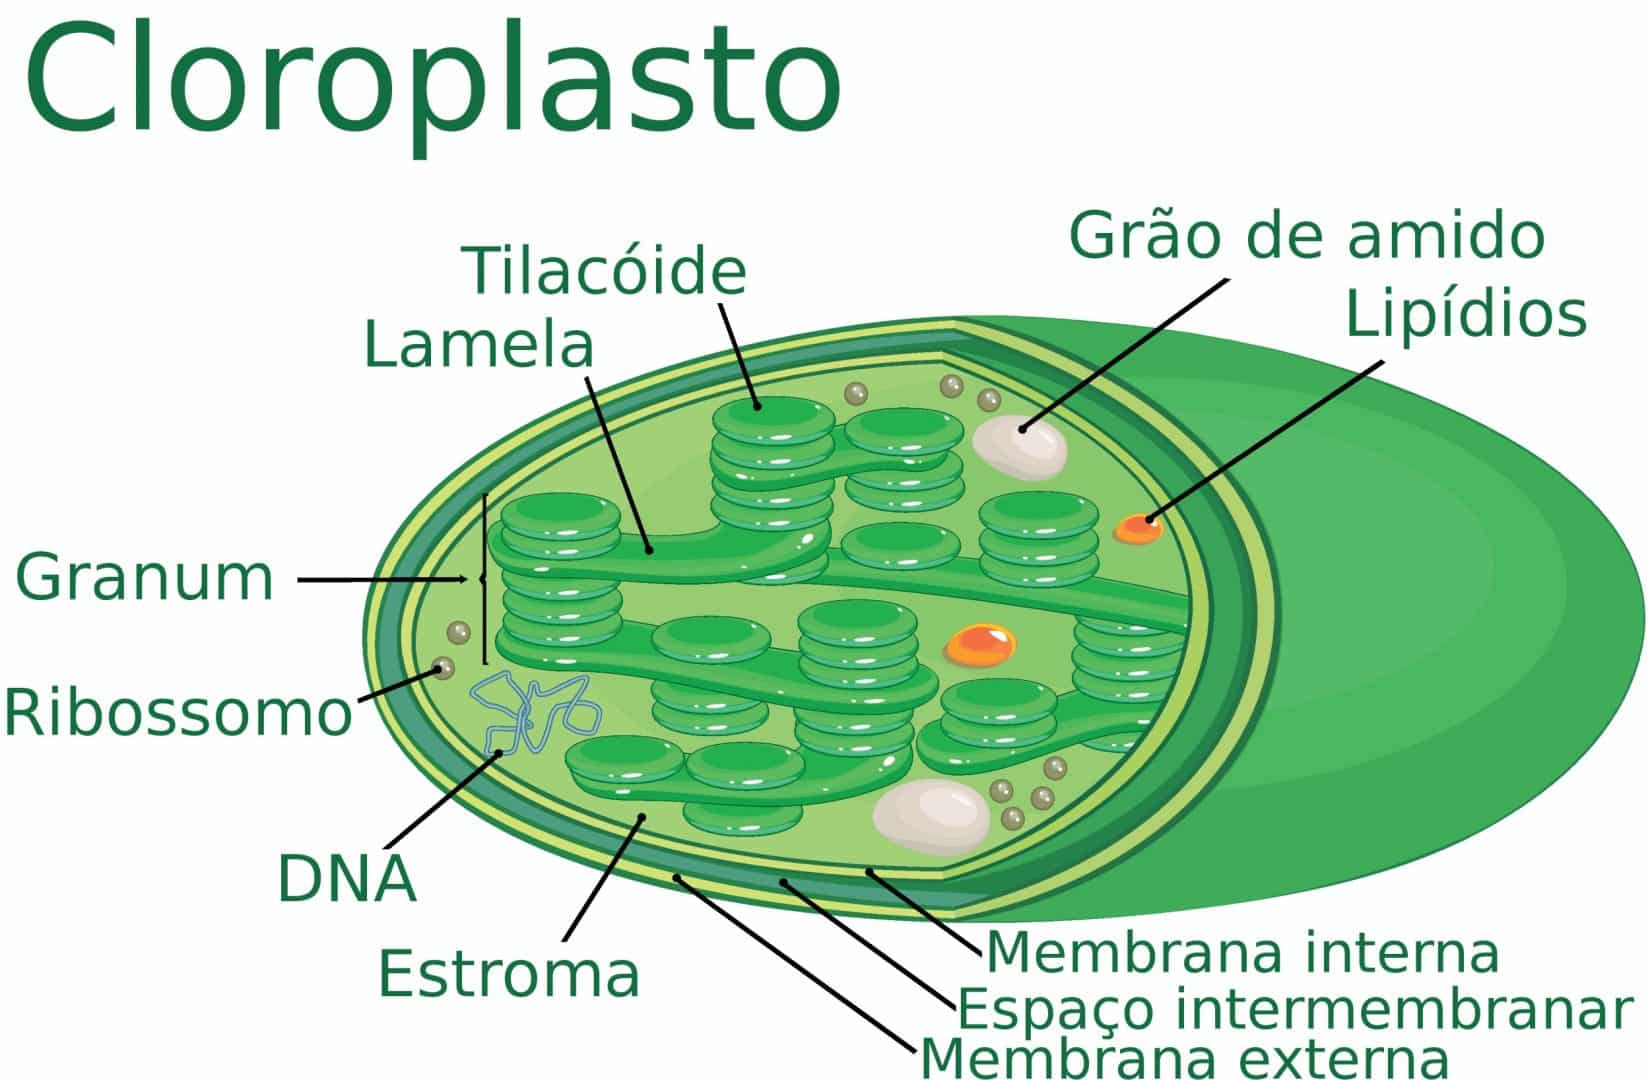 Cloroplasto
Grão de amido
Tilacóide
Lipídios
Lamela
Granum
Ribossomo
DNA
Estroma
Membrana interna
Espaço intermembranar
Membrana externa